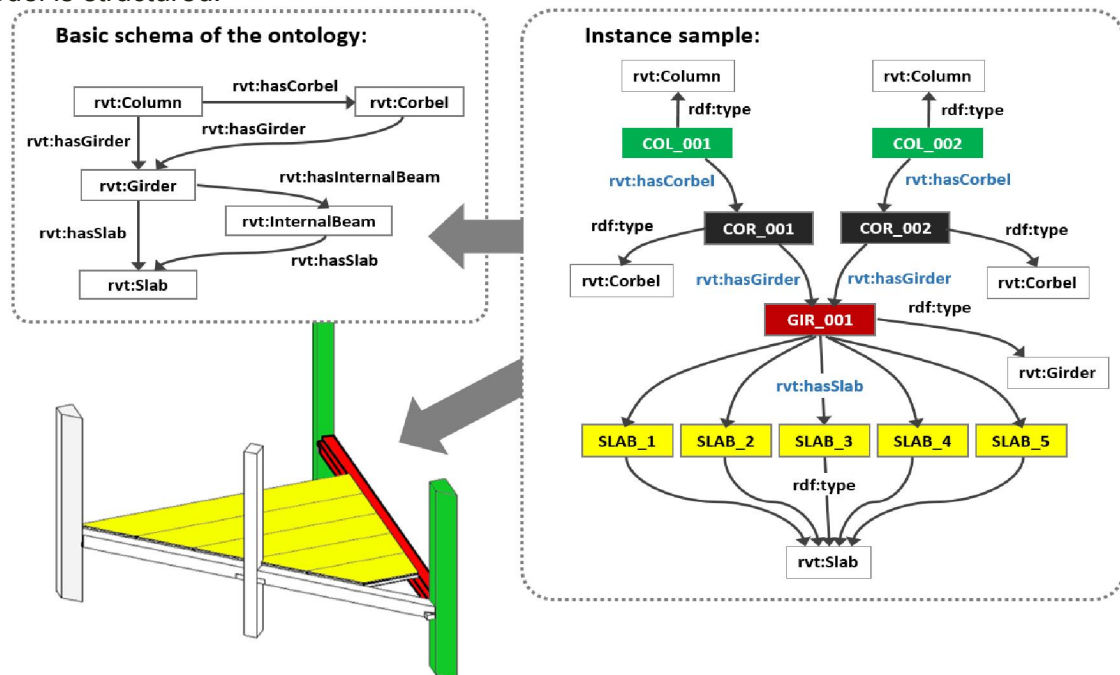 Basic schema of the ontology:
rvt:hasCorbel
rvt:Column
rvt:Corbel
rvt:hasGirder
rvt:hasGirder
rvt:hasInternalBeam
rvt:Girder
rvt:InternalBeam
rvt:hasSlab
rvt:hasSlab
rvt:Slab
Instance sample:
rvt:Column
rvt:Column
rdf:type
rdf:type
COL_001
COL_002
rvt:hasCorbel
rvt:hasCorbel
rdf:type
COR_001
COR_002
rdf:type
rvt:Corbel
rvt:hasGirder
rvt:hasGirder
rvt:Corbel
GIR_001
rdf:type
rvt:Girder
rvt:hasSlab
SLAB_1
SLAB_2
SLAB_3
SLAB_4
SLAB_5
rdf:type
rvt:Slab